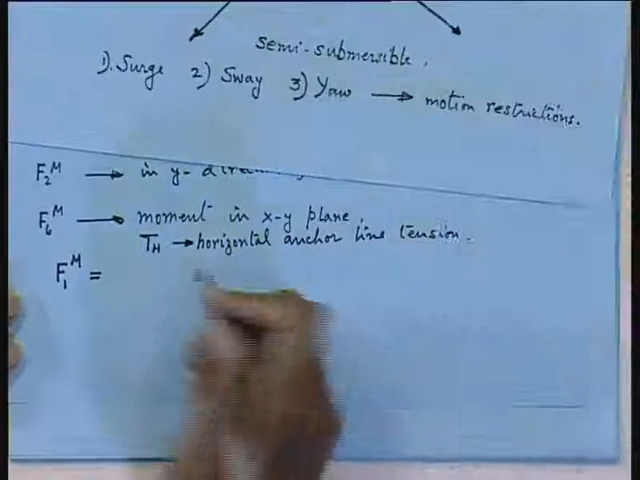 semi-submersible.
1). Surge 2) Sway 3) Yaw → motion restrictions.
F₂ᴹ → in y-
F₆ᴹ → moment in x-y plane.
T_H → horizontal anchor line tension.
F₁ᴹ =